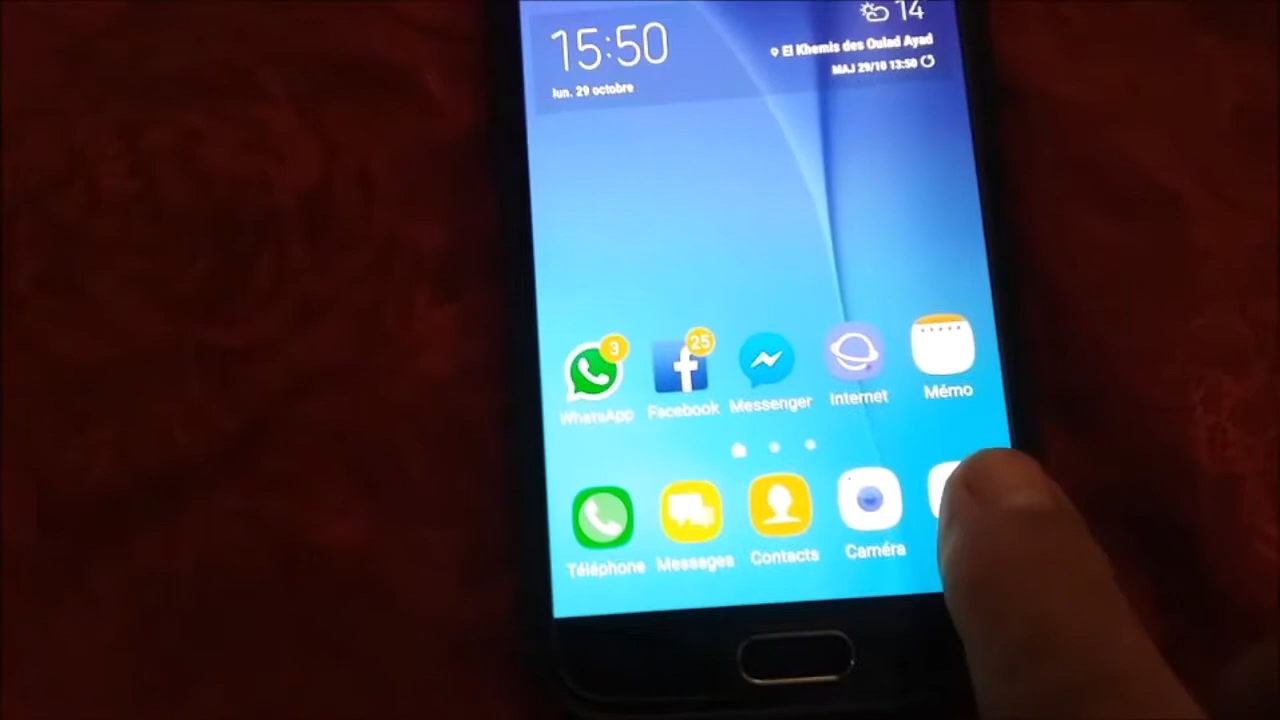 15:50
14
El Khemis des Oulad Ayad
lun. 29 octobre
MAJ 29/10 13:50
3
25
WhatsApp
Facebook
Messenger
Internet
Mémo
Téléphone
Messages
Contacts
Caméra